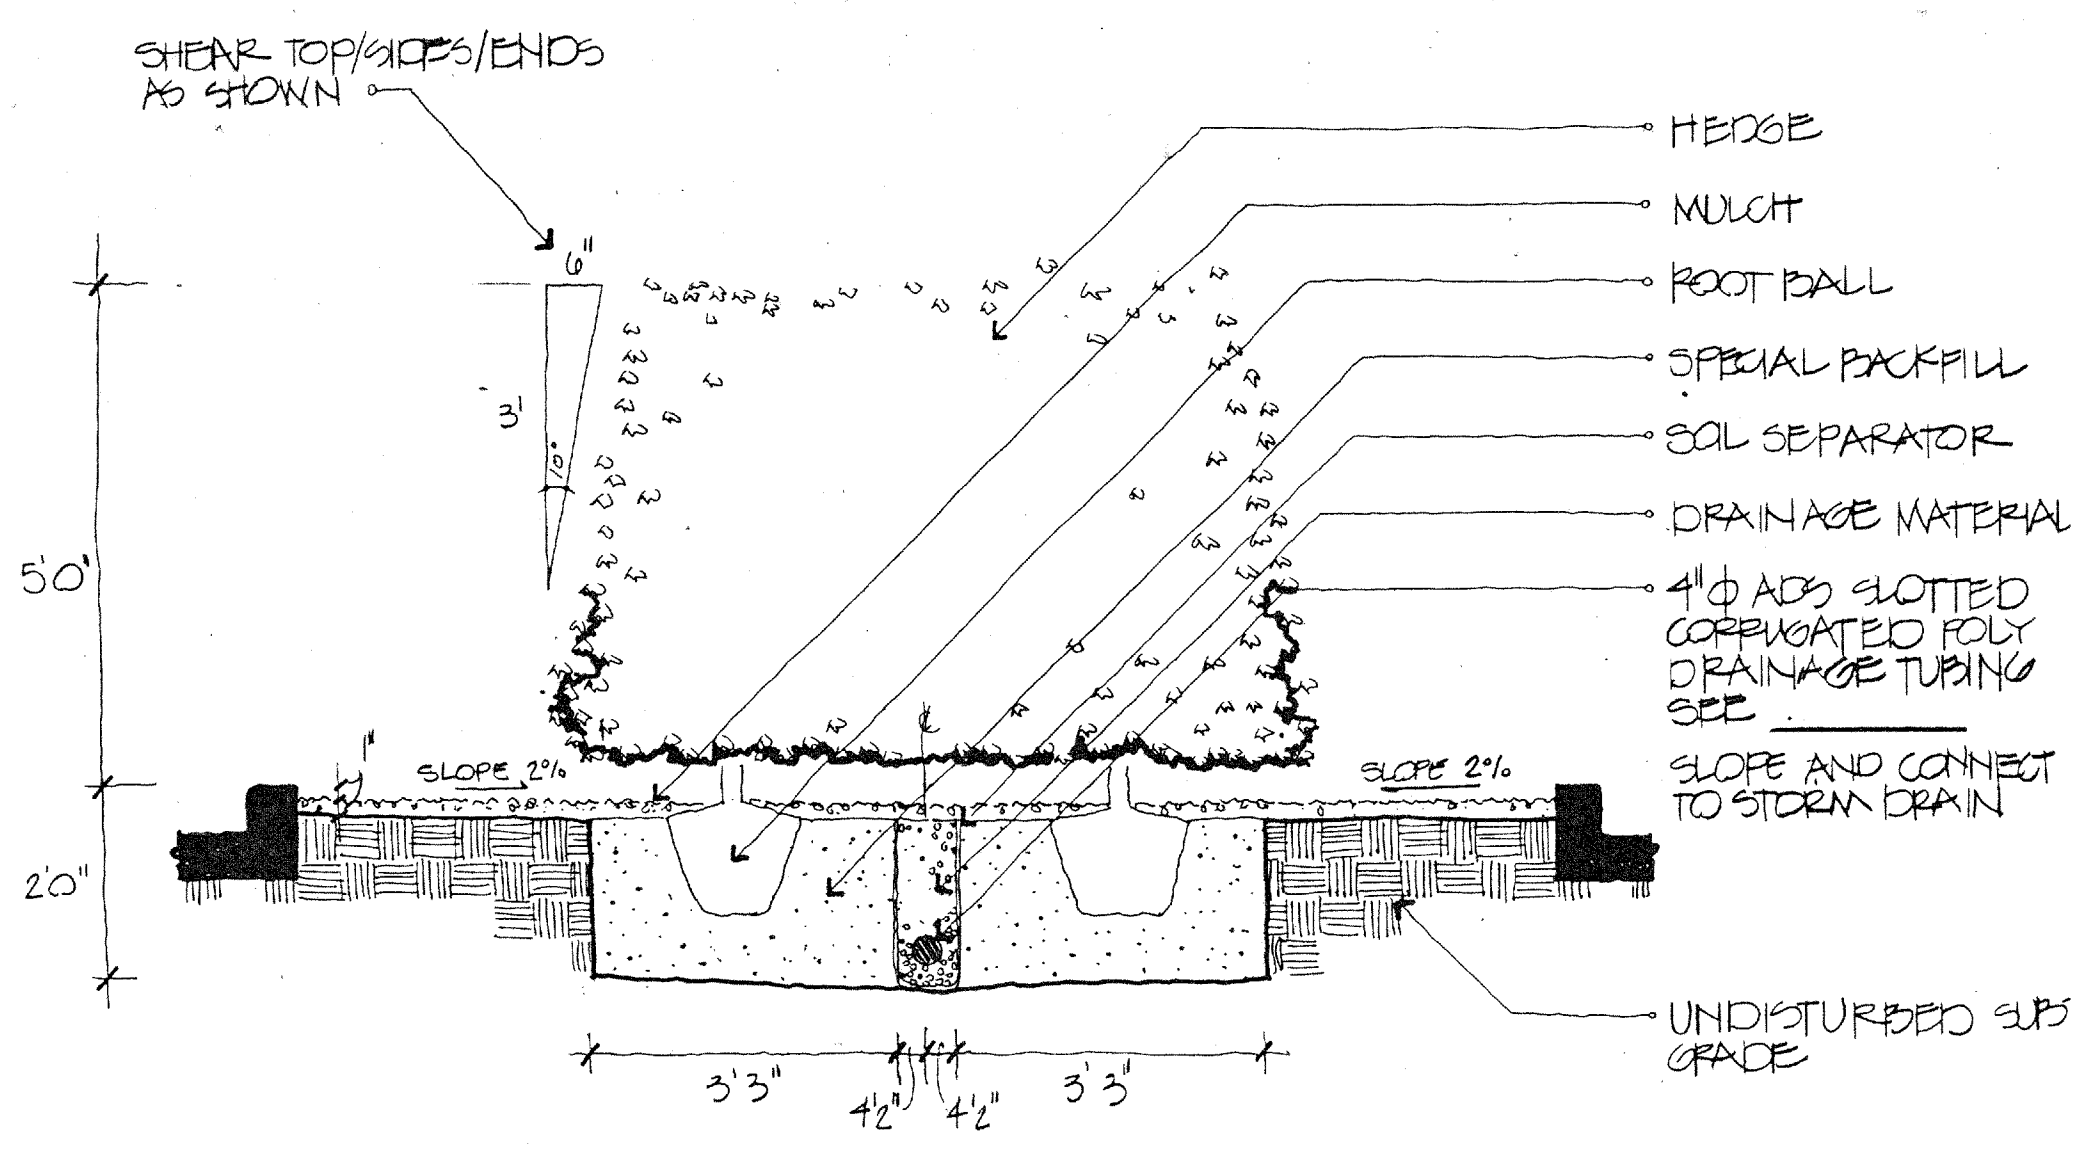 SHEAR TOP/SIDES/ENDS
AS SHOWN
HEDGE
MULCH
ROOT BALL
SPECIAL BACKFILL
SOIL SEPARATOR
DRAINAGE MATERIAL
4"ϕ ADS SLOTTED
CORRUGATED POLY
DRAINAGE TUBING
SEE
SLOPE AND CONNECT
TO STORM DRAIN
UNDISTURBED SUB
GRADE
6"
3'
10°
5'0"
2'0"
1"
SLOPE 2%
℄
SLOPE 2%
3'3"
4'2"
4'2"
3'3"